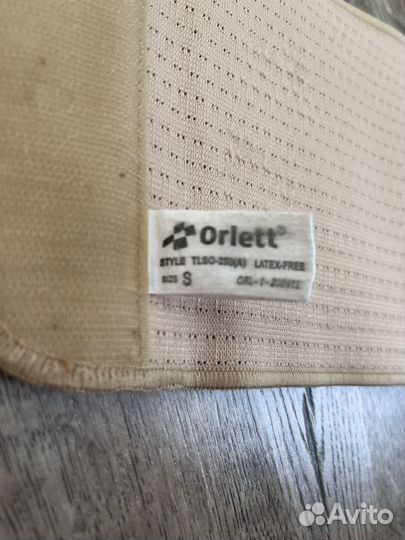 Orlett®
STYLE TLSO-250(A) LATEX-FREE
SIZE S
Avito